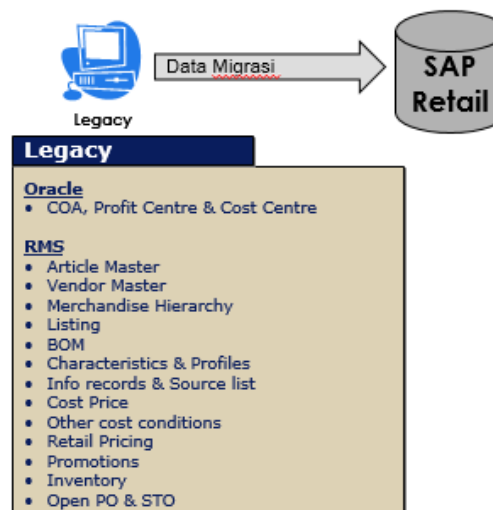 Data Migrasi
SAP
Retail
Legacy
Legacy
Oracle
• COA, Profit Centre & Cost Centre
RMS
• Article Master
• Vendor Master
• Merchandise Hierarchy
• Listing
• BOM
• Characteristics & Profiles
• Info records & Source list
• Cost Price
• Other cost conditions
• Retail Pricing
• Promotions
• Inventory
• Open PO & STO